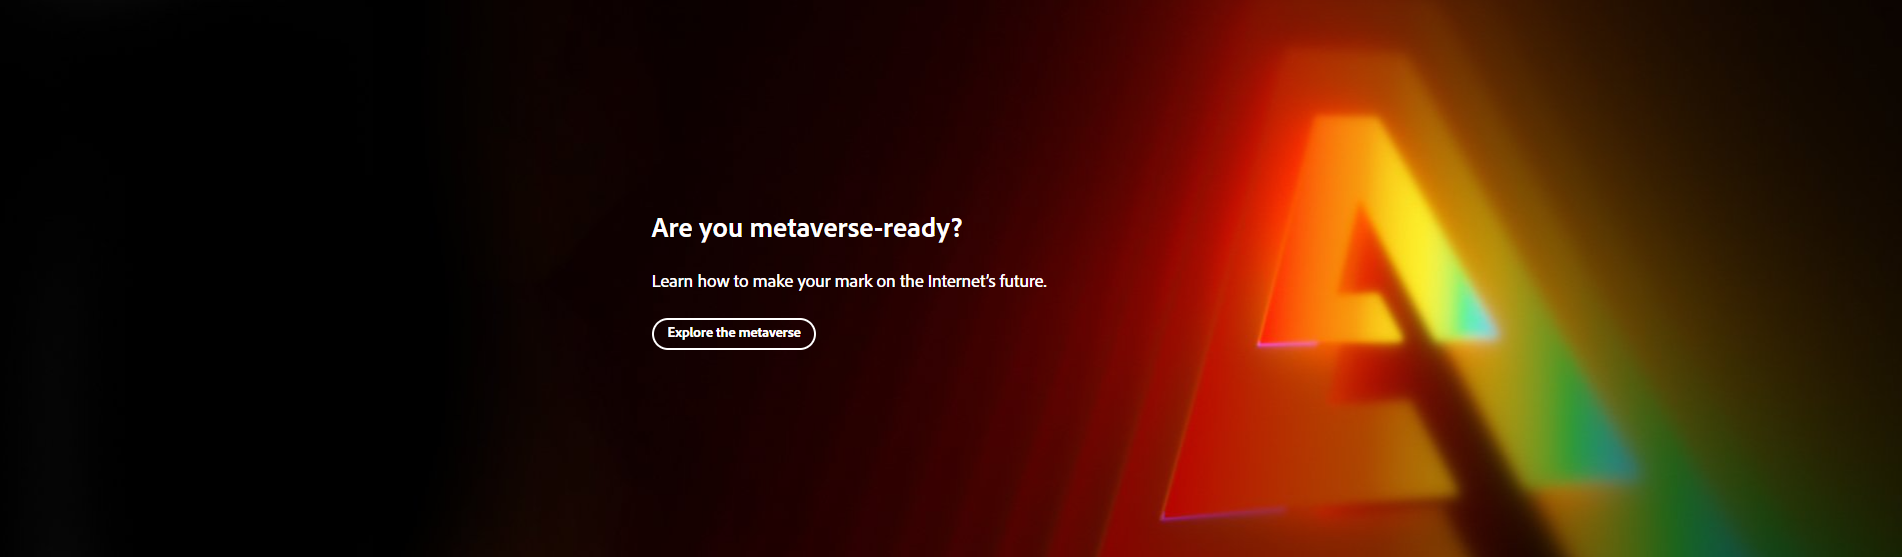 Are you metaverse-ready?
Learn how to make your mark on the Internet’s future.
Explore the metaverse